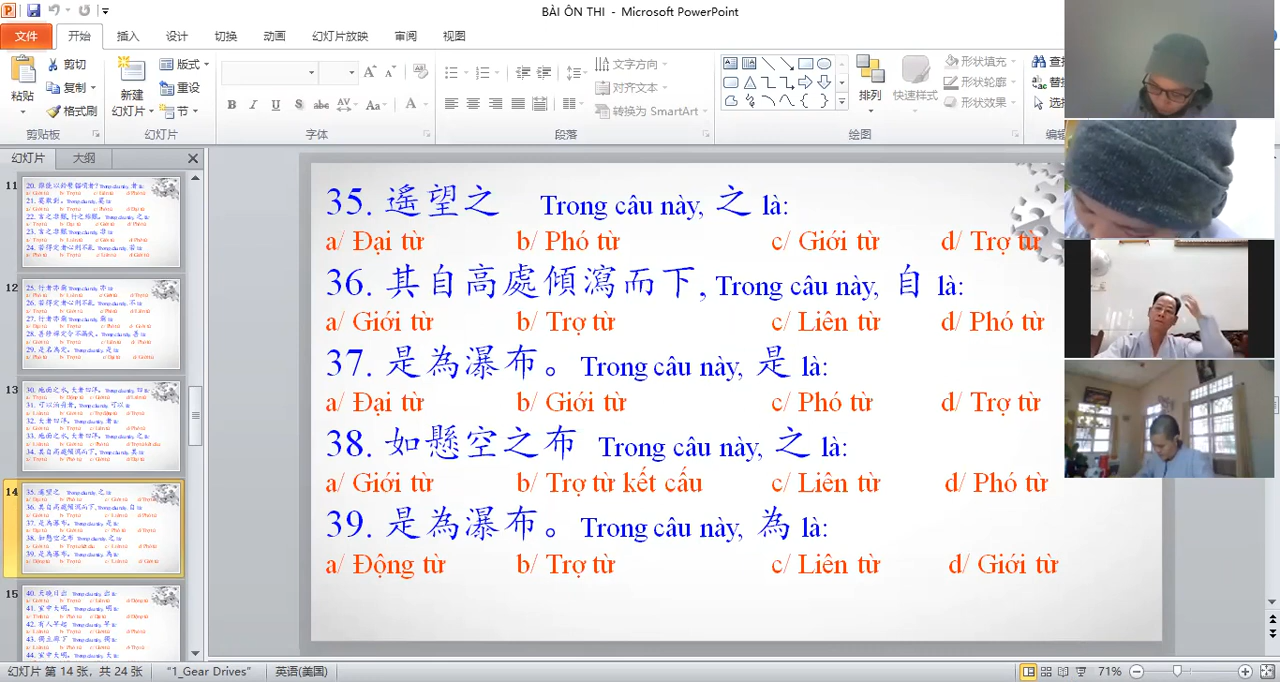 BÀI ÔN THI - Microsoft PowerPoint
文件 开始 插入 设计 切换 动画 幻灯片放映 审阅 视图
粘贴 剪切 复制 格式刷
剪贴板
新建 幻灯片 版式 重设 节
幻灯片
B I U S abc AV Aa A
字体
文字方向
对齐文本
转换为 SmartArt
段落
排列 快速样式
形状填充
形状轮廓
形状效果
绘图
幻灯片 大纲
11
12
13
14
15
35. 遙望之 Trong câu này, 之 là:
a/ Đại từ b/ Phó từ c/ Giới từ d/ Trợ từ
36. 其自高處傾瀉而下, Trong câu này, 自 là:
a/ Giới từ b/ Trợ từ c/ Liên từ d/ Phó từ
37. 是為瀑布。 Trong câu này, 是 là:
a/ Đại từ b/ Giới từ c/ Phó từ d/ Trợ từ
38. 如懸空之布 Trong câu này, 之 là:
a/ Giới từ b/ Trợ từ kết cấu c/ Liên từ d/ Phó từ
39. 是為瀑布。 Trong câu này, 為 là:
a/ Động từ b/ Trợ từ c/ Liên từ d/ Giới từ
幻灯片 第 14 张，共 24 张 "1_Gear Drives" 英语(美国) 71%